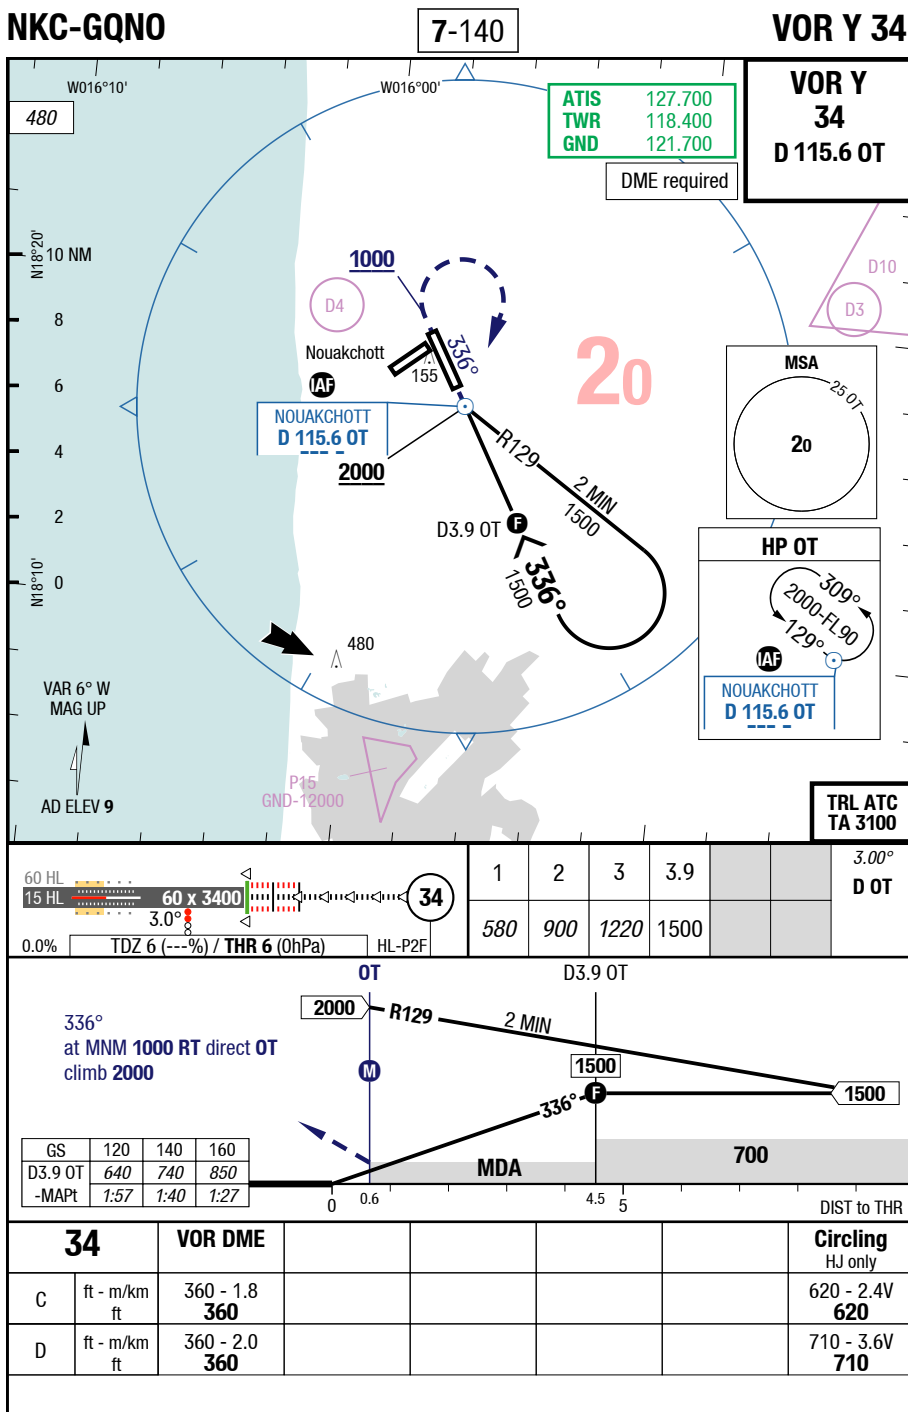 NKC-GQNO
7-140
VOR Y 34
W016°10'
W016°00'
480
ATIS 127.700
TWR 118.400
GND 121.700
DME required
VOR Y
34
D 115.6 OT
N18°20'
10 NM
8
6
4
2
0
N18°10'
1000
D4
D10
D3
Nouakchott
336°
155
IAF
NOUAKCHOTT
D 115.6 OT
2000
20
R129
2 MIN
1500
D3.9 OT
F
336°
1500
MSA
25 OT
20
HP OT
309°
2000-FL90
129°
IAF
NOUAKCHOTT
D 115.6 OT
480
VAR 6° W
MAG UP
AD ELEV 9
P15
GND-12000
TRL ATC
TA 3100
60 HL
15 HL
60 x 3400
34
3.0°
0.0%
TDZ 6 (---%) / THR 6 (0hPa)
HL-P2F
1 2 3 3.9
3.00°
D OT
580 900 1220 1500
OT
D3.9 OT
2000
R129
2 MIN
336°
at MNM 1000 RT direct OT
climb 2000
M
1500
336°
F
1500
MDA
700
GS 120 140 160
D3.9 OT 640 740 850
-MAPt 1:57 1:40 1:27
0
0.6
4.5
5
DIST to THR
34
VOR DME
Circling
HJ only
C
ft - m/km
ft
360 - 1.8
360
620 - 2.4V
620
D
ft - m/km
ft
360 - 2.0
360
710 - 3.6V
710